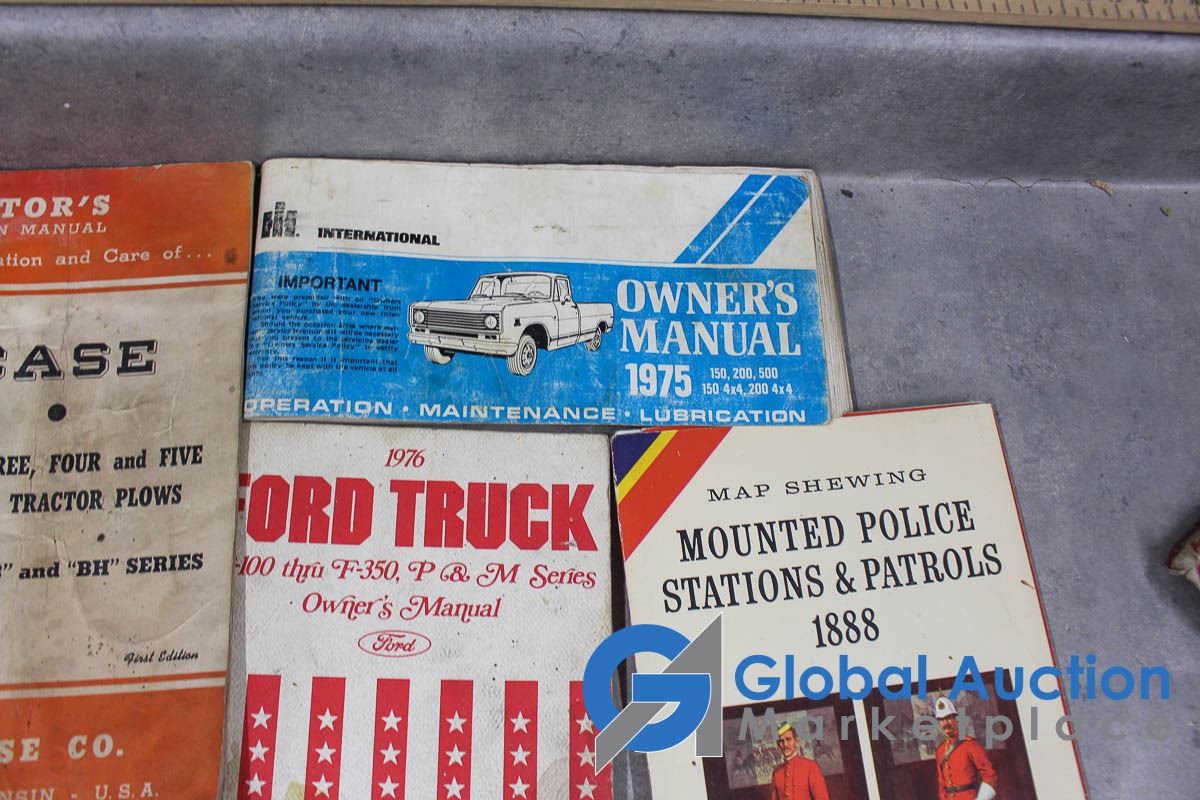 TOR'S
N MANUAL
ation and Care of...
CASE
REE, FOUR and FIVE
TRACTOR PLOWS
" and "BH" SERIES
First Edition
SE CO.
NSIN - U.S.A.
INTERNATIONAL
IMPORTANT
OWNER'S
MANUAL
1975
150, 200, 500
150 4x4, 200 4x4
OPERATION • MAINTENANCE • LUBRICATION
1976
FORD TRUCK
-100 thru F-350, P & M Series
Owner's Manual
Ford
MAP SHEWING
MOUNTED POLICE
STATIONS & PATROLS
1888
Global Auction
Marketplace